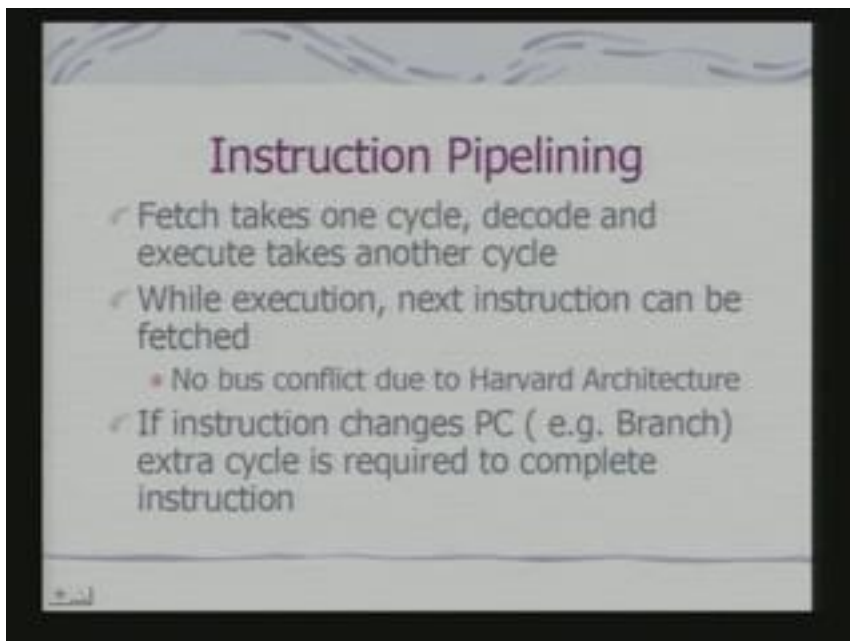 Instruction Pipelining
Fetch takes one cycle, decode and
execute takes another cycle
While execution, next instruction can be
fetched
No bus conflict due to Harvard Architecture
If instruction changes PC ( e.g. Branch)
extra cycle is required to complete
instruction